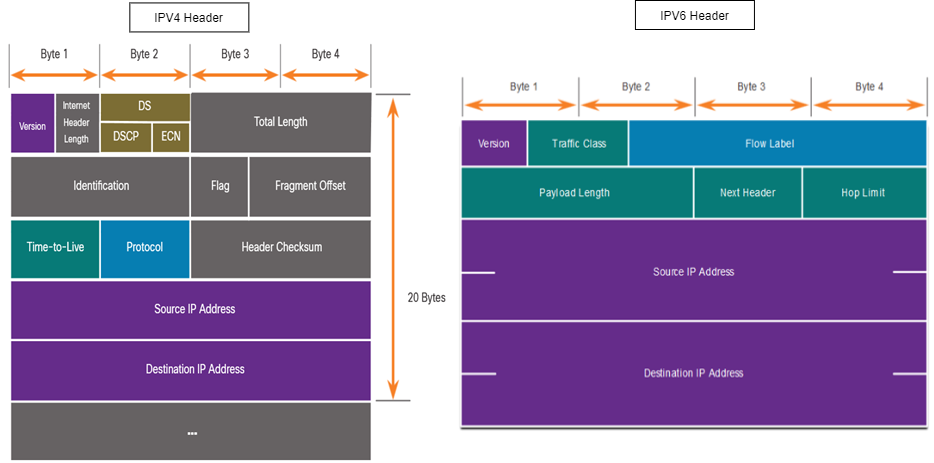 IPV4 Header
IPV6 Header
Byte 1 Byte 2 Byte 3 Byte 4
Version
Internet
Header
Length
DS
DSCP ECN
Total Length
Identification Flag Fragment Offset
Time-to-Live Protocol Header Checksum
Source IP Address
Destination IP Address
...
20 Bytes
Byte 1 Byte 2 Byte 3 Byte 4
Version Traffic Class Flow Label
Payload Length Next Header Hop Limit
Source IP Address
Destination IP Address